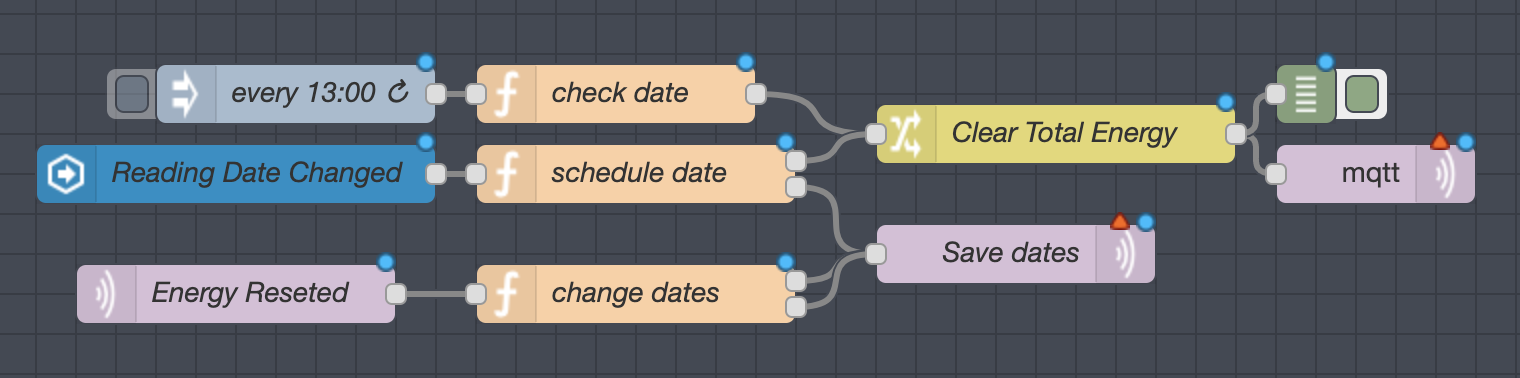 every 13:00 ↻
check date
Clear Total Energy
Reading Date Changed
schedule date
mqtt
Save dates
Energy Reseted
change dates